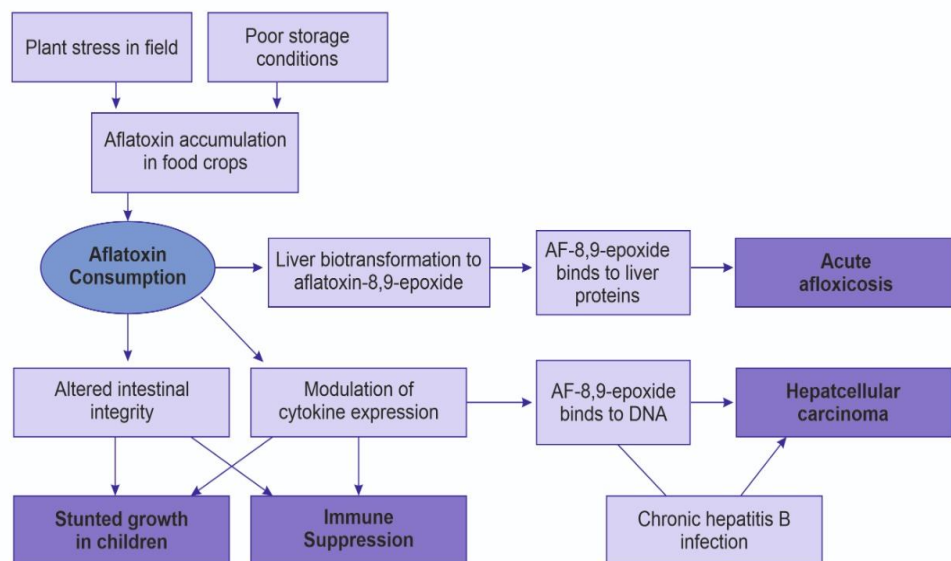 Plant stress in field
Poor storage
conditions
Aflatoxin accumulation
in food crops
Aflatoxin
Consumption
Liver biotransformation to
aflatoxin-8,9-epoxide
AF-8,9-epoxide
binds to liver
proteins
Acute
afloxicosis
Altered intestinal
integrity
Modulation of
cytokine expression
AF-8,9-epoxide
binds to DNA
Hepatcellular
carcinoma
Stunted growth
in children
Immune
Suppression
Chronic hepatitis B
infection